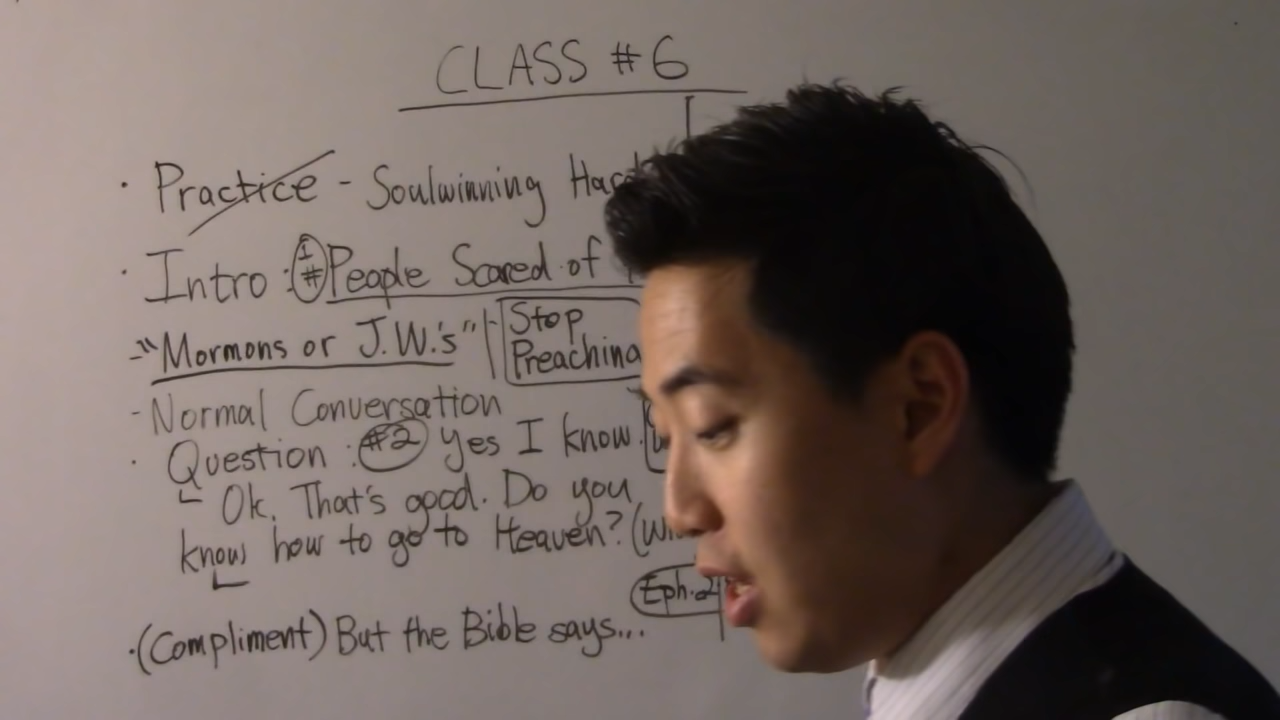 CLASS #6
· Practice - Soulwinning
· Intro : #1 People Scared of
- "Mormons or J.W.'s" Stop
Preaching
- Normal Conversation
· Question : #2 Yes I know.
Ok. That's good. Do you
know how to go to Heaven?
Eph. 2
· (Compliment) But the Bible says...